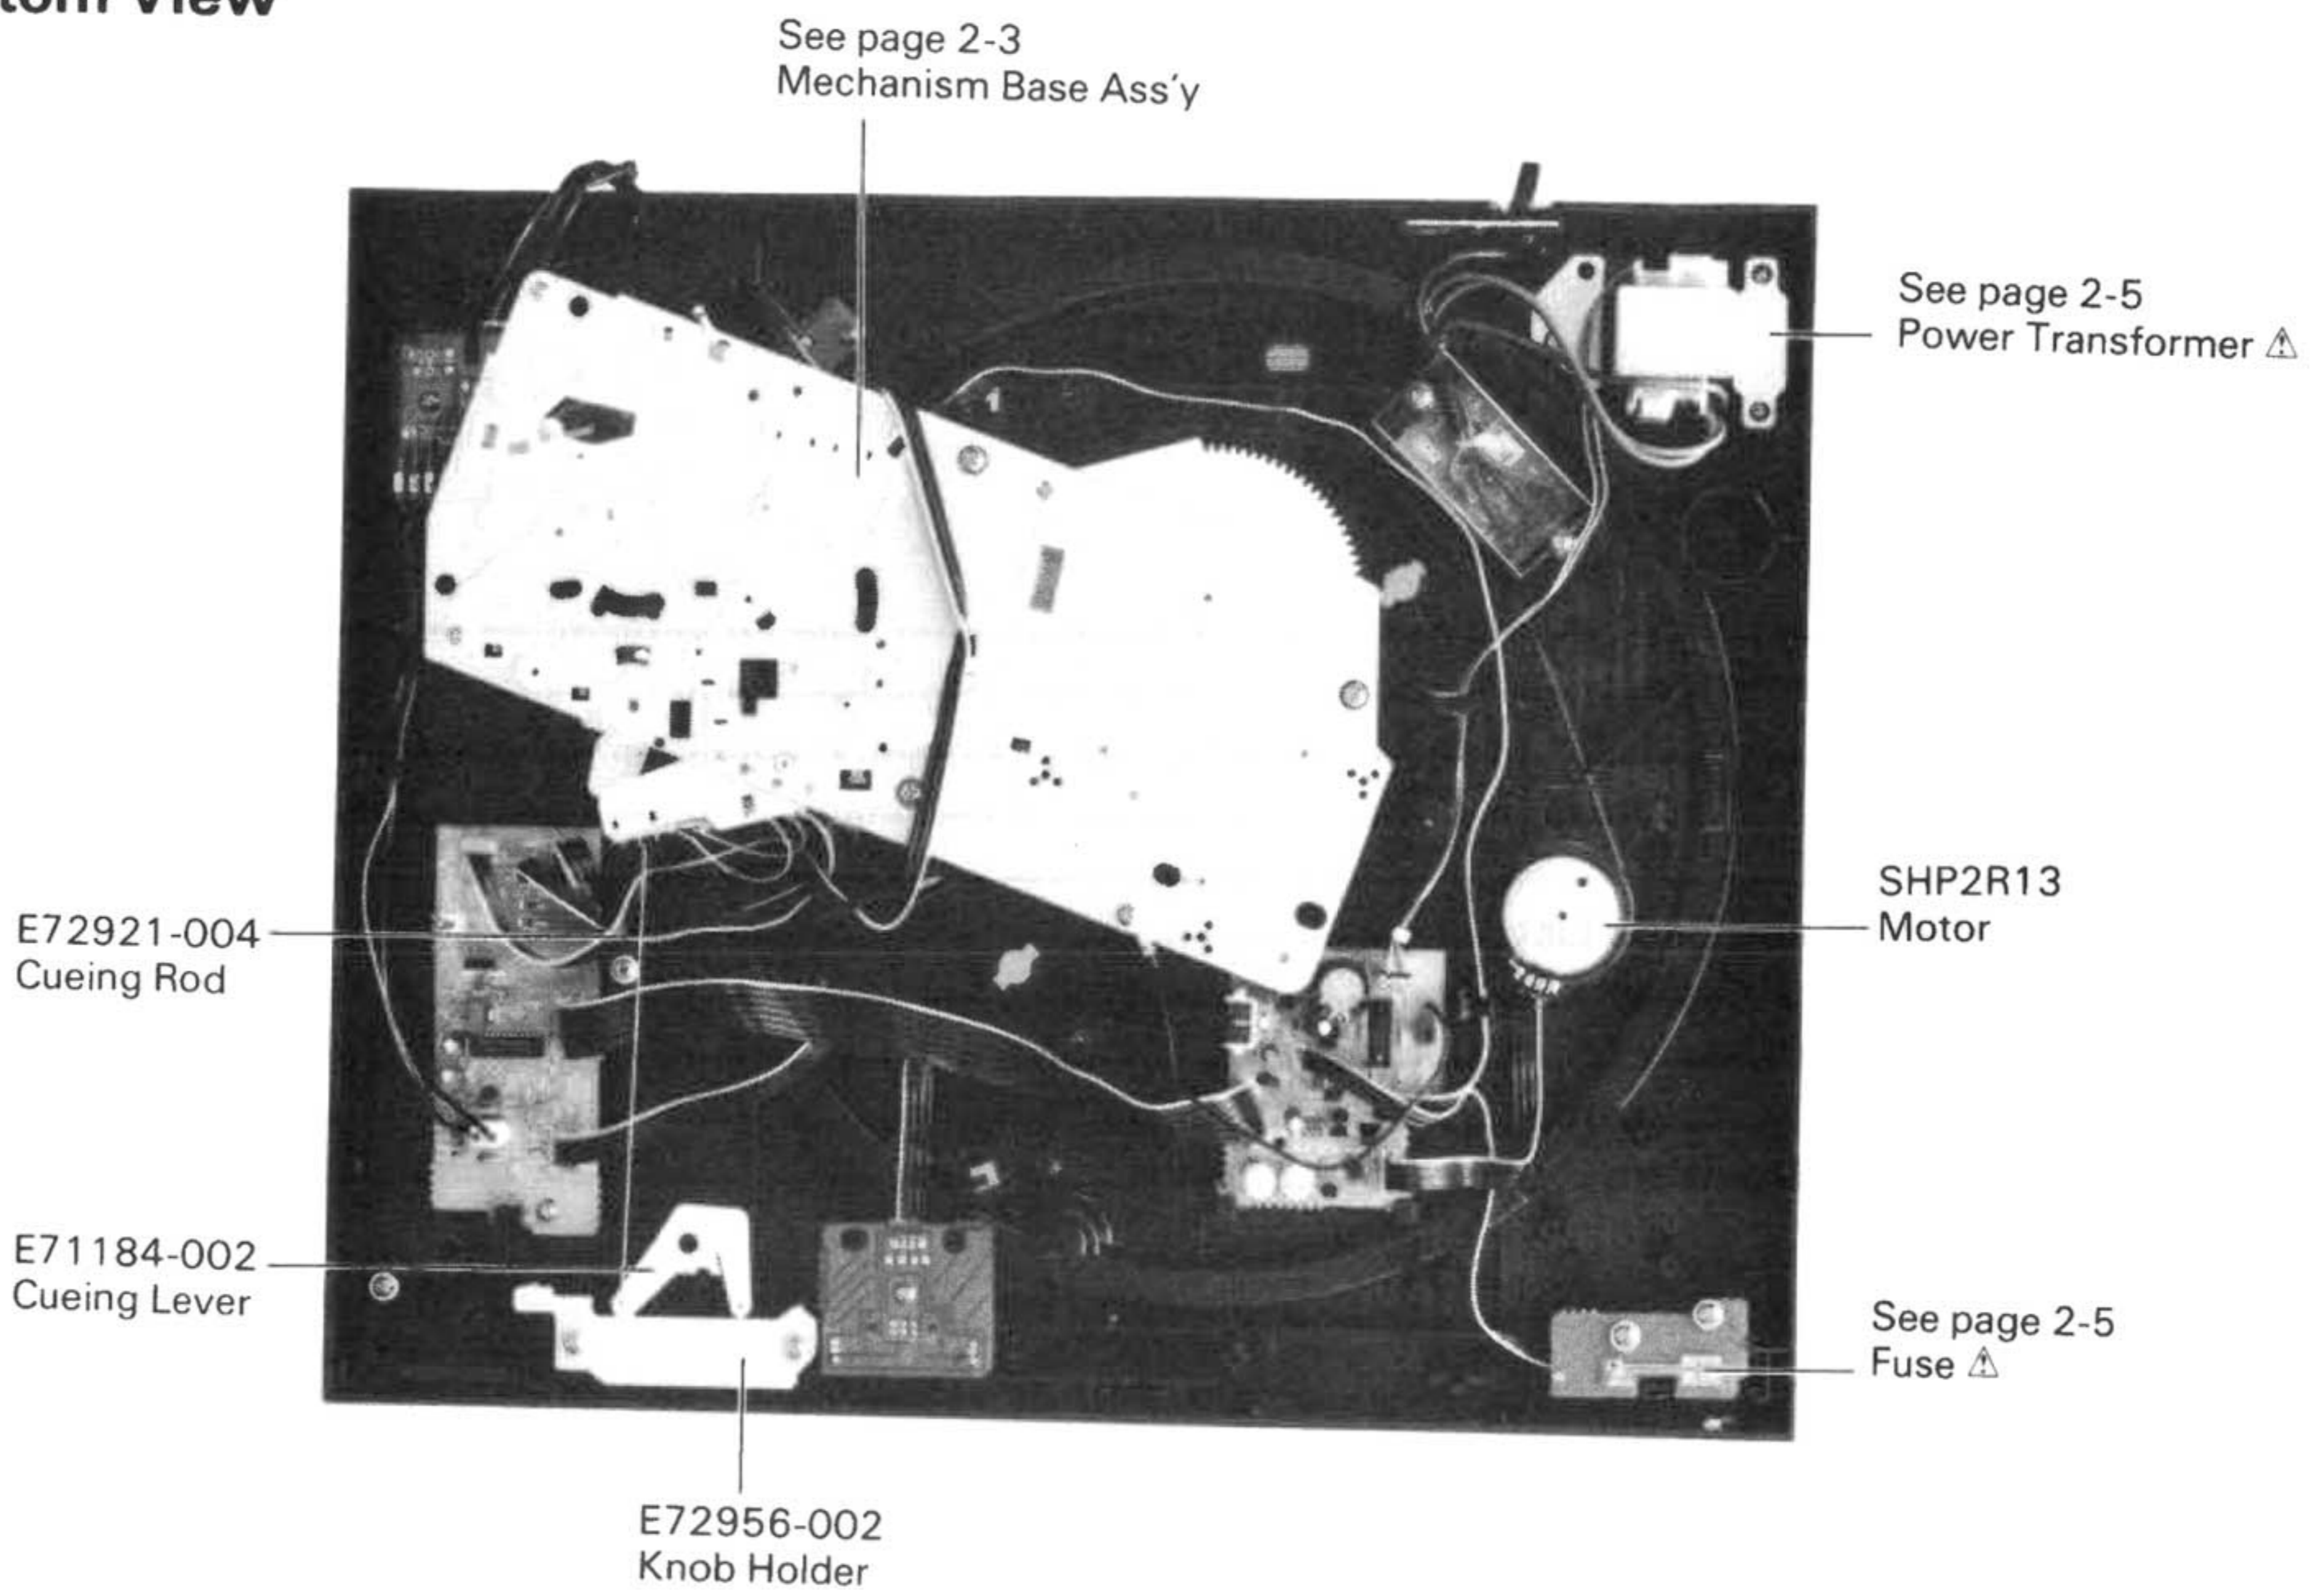 View
See page 2-3
Mechanism Base Ass'y
See page 2-5
Power Transformer ⚠
SHP2R13
Motor
E72921-004
Cueing Rod
E71184-002
Cueing Lever
See page 2-5
Fuse ⚠
E72956-002
Knob Holder